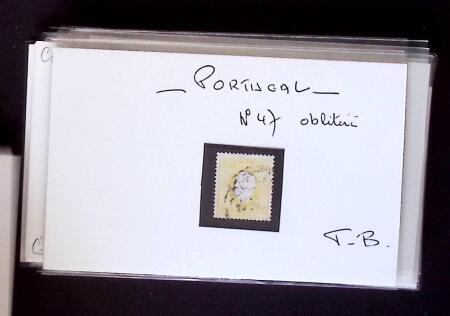 — PORTUGAL —
N° 47 oblitéré
T-B.